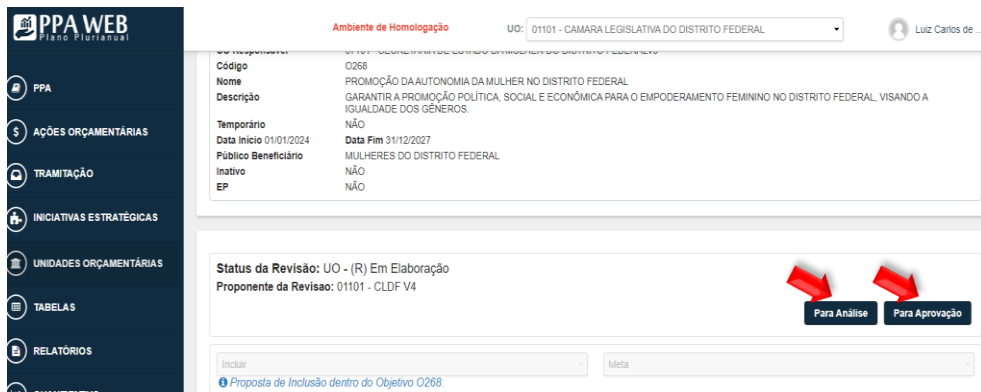 PPA WEB
Plano Plurianual
Ambiente de Homologação
UO: 01101 - CAMARA LEGISLATIVA DO DISTRITO FEDERAL
Luiz Carlos de ...
PPA
AÇÕES ORÇAMENTÁRIAS
TRAMITAÇÃO
INICIATIVAS ESTRATÉGICAS
UNIDADES ORÇAMENTÁRIAS
TABELAS
RELATÓRIOS
Código O268
Nome PROMOÇÃO DA AUTONOMIA DA MULHER NO DISTRITO FEDERAL
Descrição GARANTIR A PROMOÇÃO POLÍTICA, SOCIAL E ECONÔMICA PARA O EMPODERAMENTO FEMININO NO DISTRITO FEDERAL, VISANDO A
IGUALDADE DOS GÊNEROS.
Temporário NÃO
Data Início 01/01/2024 Data Fim 31/12/2027
Público Beneficiário MULHERES DO DISTRITO FEDERAL
Inativo NÃO
EP NÃO
Status da Revisão: UO - (R) Em Elaboração
Proponente da Revisao: 01101 - CLDF V4
Para Análise Para Aprovação
Incluir Meta
Proposta de Inclusão dentro do Objetivo O268.